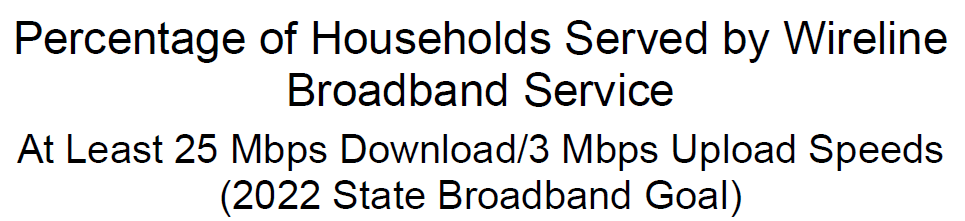 Percentage of Households Served by Wireline
Broadband Service
At Least 25 Mbps Download/3 Mbps Upload Speeds
(2022 State Broadband Goal)